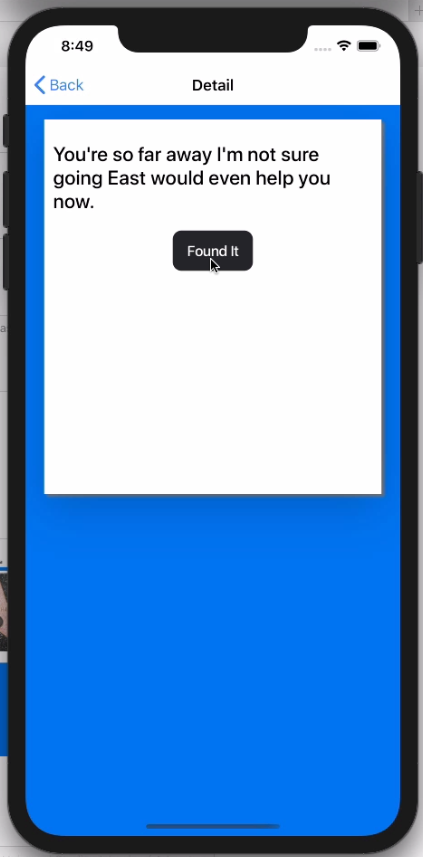 8:49
Back
Detail
You're so far away I'm not sure
going East would even help you
now.
Found It